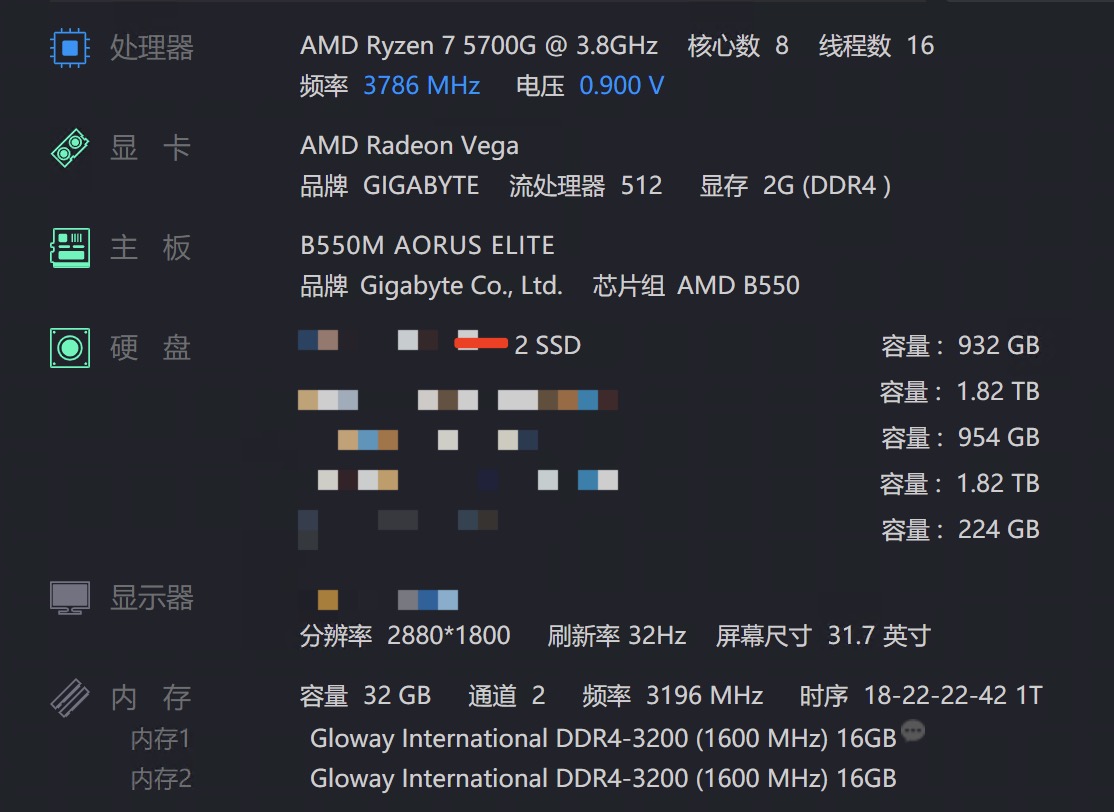 处理器 AMD Ryzen 7 5700G @ 3.8GHz 核心数 8 线程数 16
频率 3786 MHz 电压 0.900 V
显 卡 AMD Radeon Vega
品牌 GIGABYTE 流处理器 512 显存 2G (DDR4 )
主 板 B550M AORUS ELITE
品牌 Gigabyte Co., Ltd. 芯片组 AMD B550
硬 盘 2 SSD 容量： 932 GB
容量： 1.82 TB
容量： 954 GB
容量： 1.82 TB
容量： 224 GB
显示器
分辨率 2880*1800 刷新率 32Hz 屏幕尺寸 31.7 英寸
内 存 容量 32 GB 通道 2 频率 3196 MHz 时序 18-22-22-42 1T
内存1 Gloway International DDR4-3200 (1600 MHz) 16GB
内存2 Gloway International DDR4-3200 (1600 MHz) 16GB